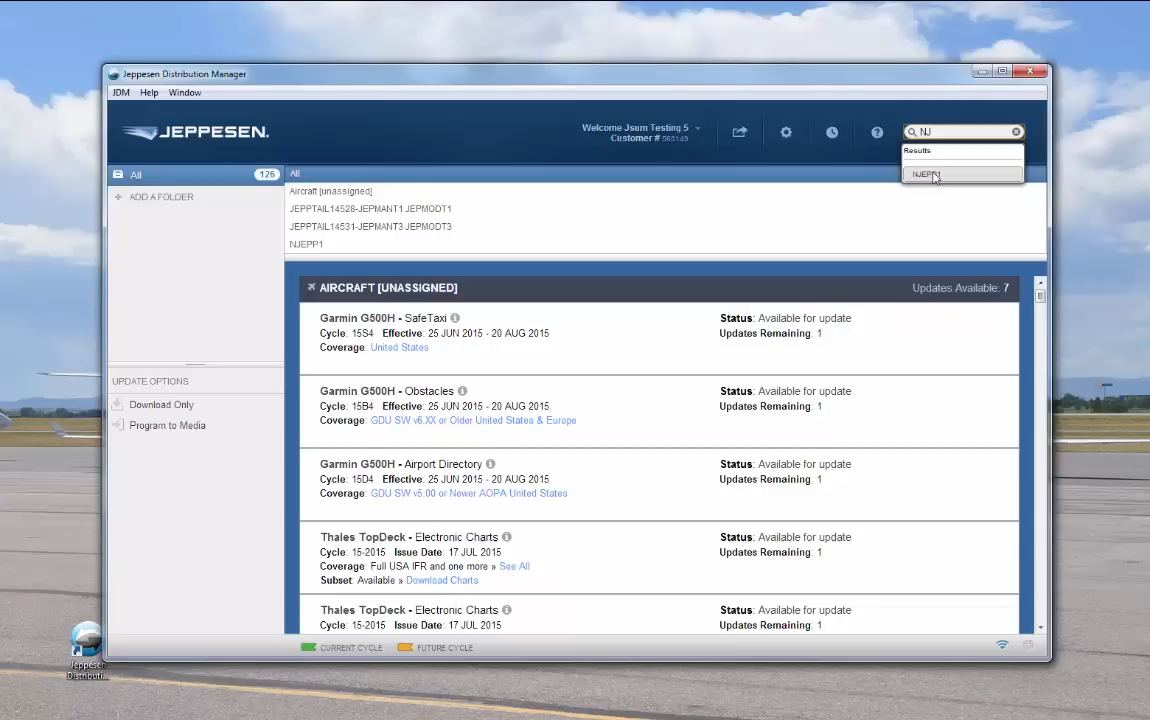 Jeppesen Distribution Manager
JDM Help Window
JEPPESEN.
Welcome Jsum Testing 5
Customer # 563149
NJ
Results
NJEPP1
All 126
ADD A FOLDER
All
Aircraft [unassigned]
JEPPTAIL14528-JEPMANT1 JEPMODT1
JEPPTAIL14531-JEPMANT3 JEPMODT3
NJEPP1
AIRCRAFT [UNASSIGNED] Updates Available: 7
Garmin G500H - SafeTaxi
Cycle: 15S4 Effective: 25 JUN 2015 - 20 AUG 2015
Coverage: United States
Status: Available for update
Updates Remaining: 1
Garmin G500H - Obstacles
Cycle: 15B4 Effective: 25 JUN 2015 - 20 AUG 2015
Coverage: GDU SW v6.XX or Older United States & Europe
Status: Available for update
Updates Remaining: 1
Garmin G500H - Airport Directory
Cycle: 15D4 Effective: 25 JUN 2015 - 20 AUG 2015
Coverage: GDU SW v5.00 or Newer AOPA United States
Status: Available for update
Updates Remaining: 1
Thales TopDeck - Electronic Charts
Cycle: 15-2015 Issue Date: 17 JUL 2015
Coverage: Full USA IFR and one more » See All
Subset: Available » Download Charts
Status: Available for update
Updates Remaining: 1
Thales TopDeck - Electronic Charts
Cycle: 15-2015 Issue Date: 17 JUL 2015
Status: Available for update
Updates Remaining: 1
UPDATE OPTIONS
Download Only
Program to Media
CURRENT CYCLE FUTURE CYCLE
Jeppesen
Distributi...